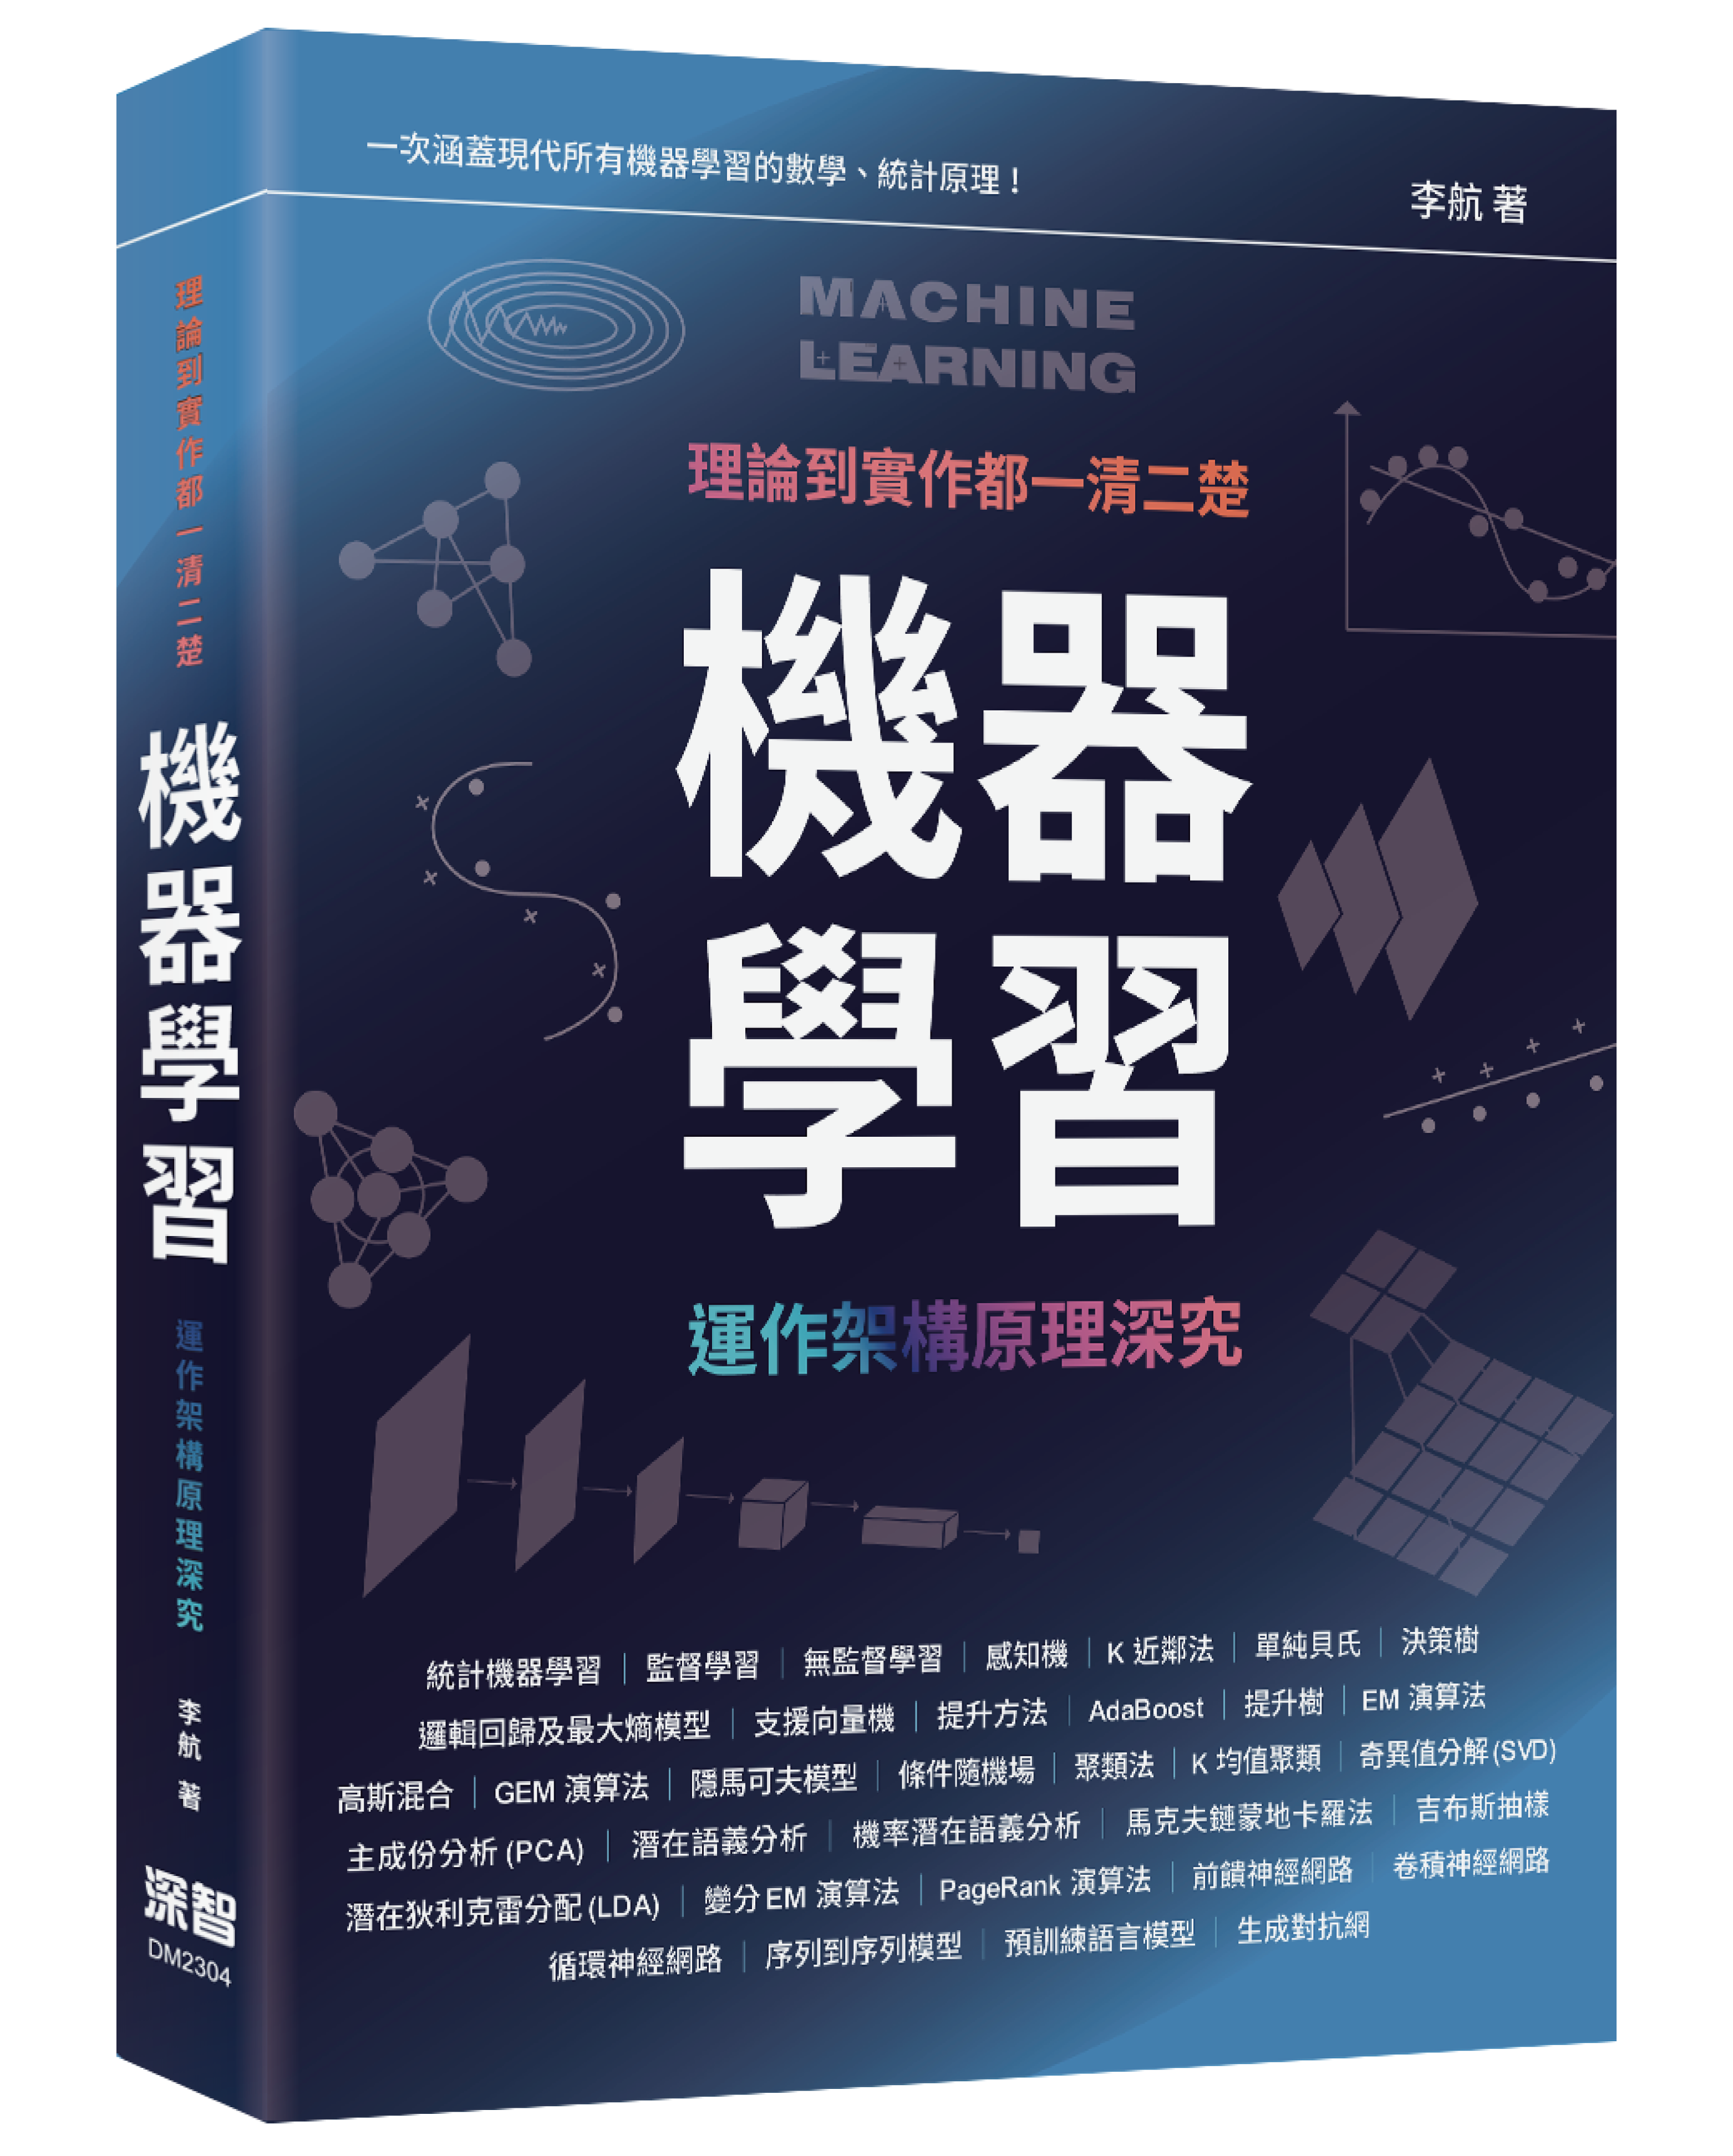 一次涵蓋現代所有機器學習的數學、統計原理！
李航 著
MACHINE
LEARNING
理論到實作都一清二楚
機器
學習
運作架構原理深究
統計機器學習｜監督學習｜無監督學習｜感知機｜K 近鄰法｜單純貝氏｜決策樹
邏輯回歸及最大熵模型｜支援向量機｜提升方法｜AdaBoost｜提升樹｜EM 演算法
高斯混合｜GEM 演算法｜隱馬可夫模型｜條件隨機場｜聚類法｜K 均值聚類｜奇異值分解(SVD)
主成份分析 (PCA)｜潛在語義分析｜機率潛在語義分析｜馬克夫鏈蒙地卡羅法｜吉布斯抽樣
潛在狄利克雷分配 (LDA)｜變分 EM 演算法｜PageRank 演算法｜前饋神經網路｜卷積神經網路
循環神經網路｜序列到序列模型｜預訓練語言模型｜生成對抗網
理論到實作都一清二楚
機器學習
運作架構原理深究
李航 著
深智
DM2304